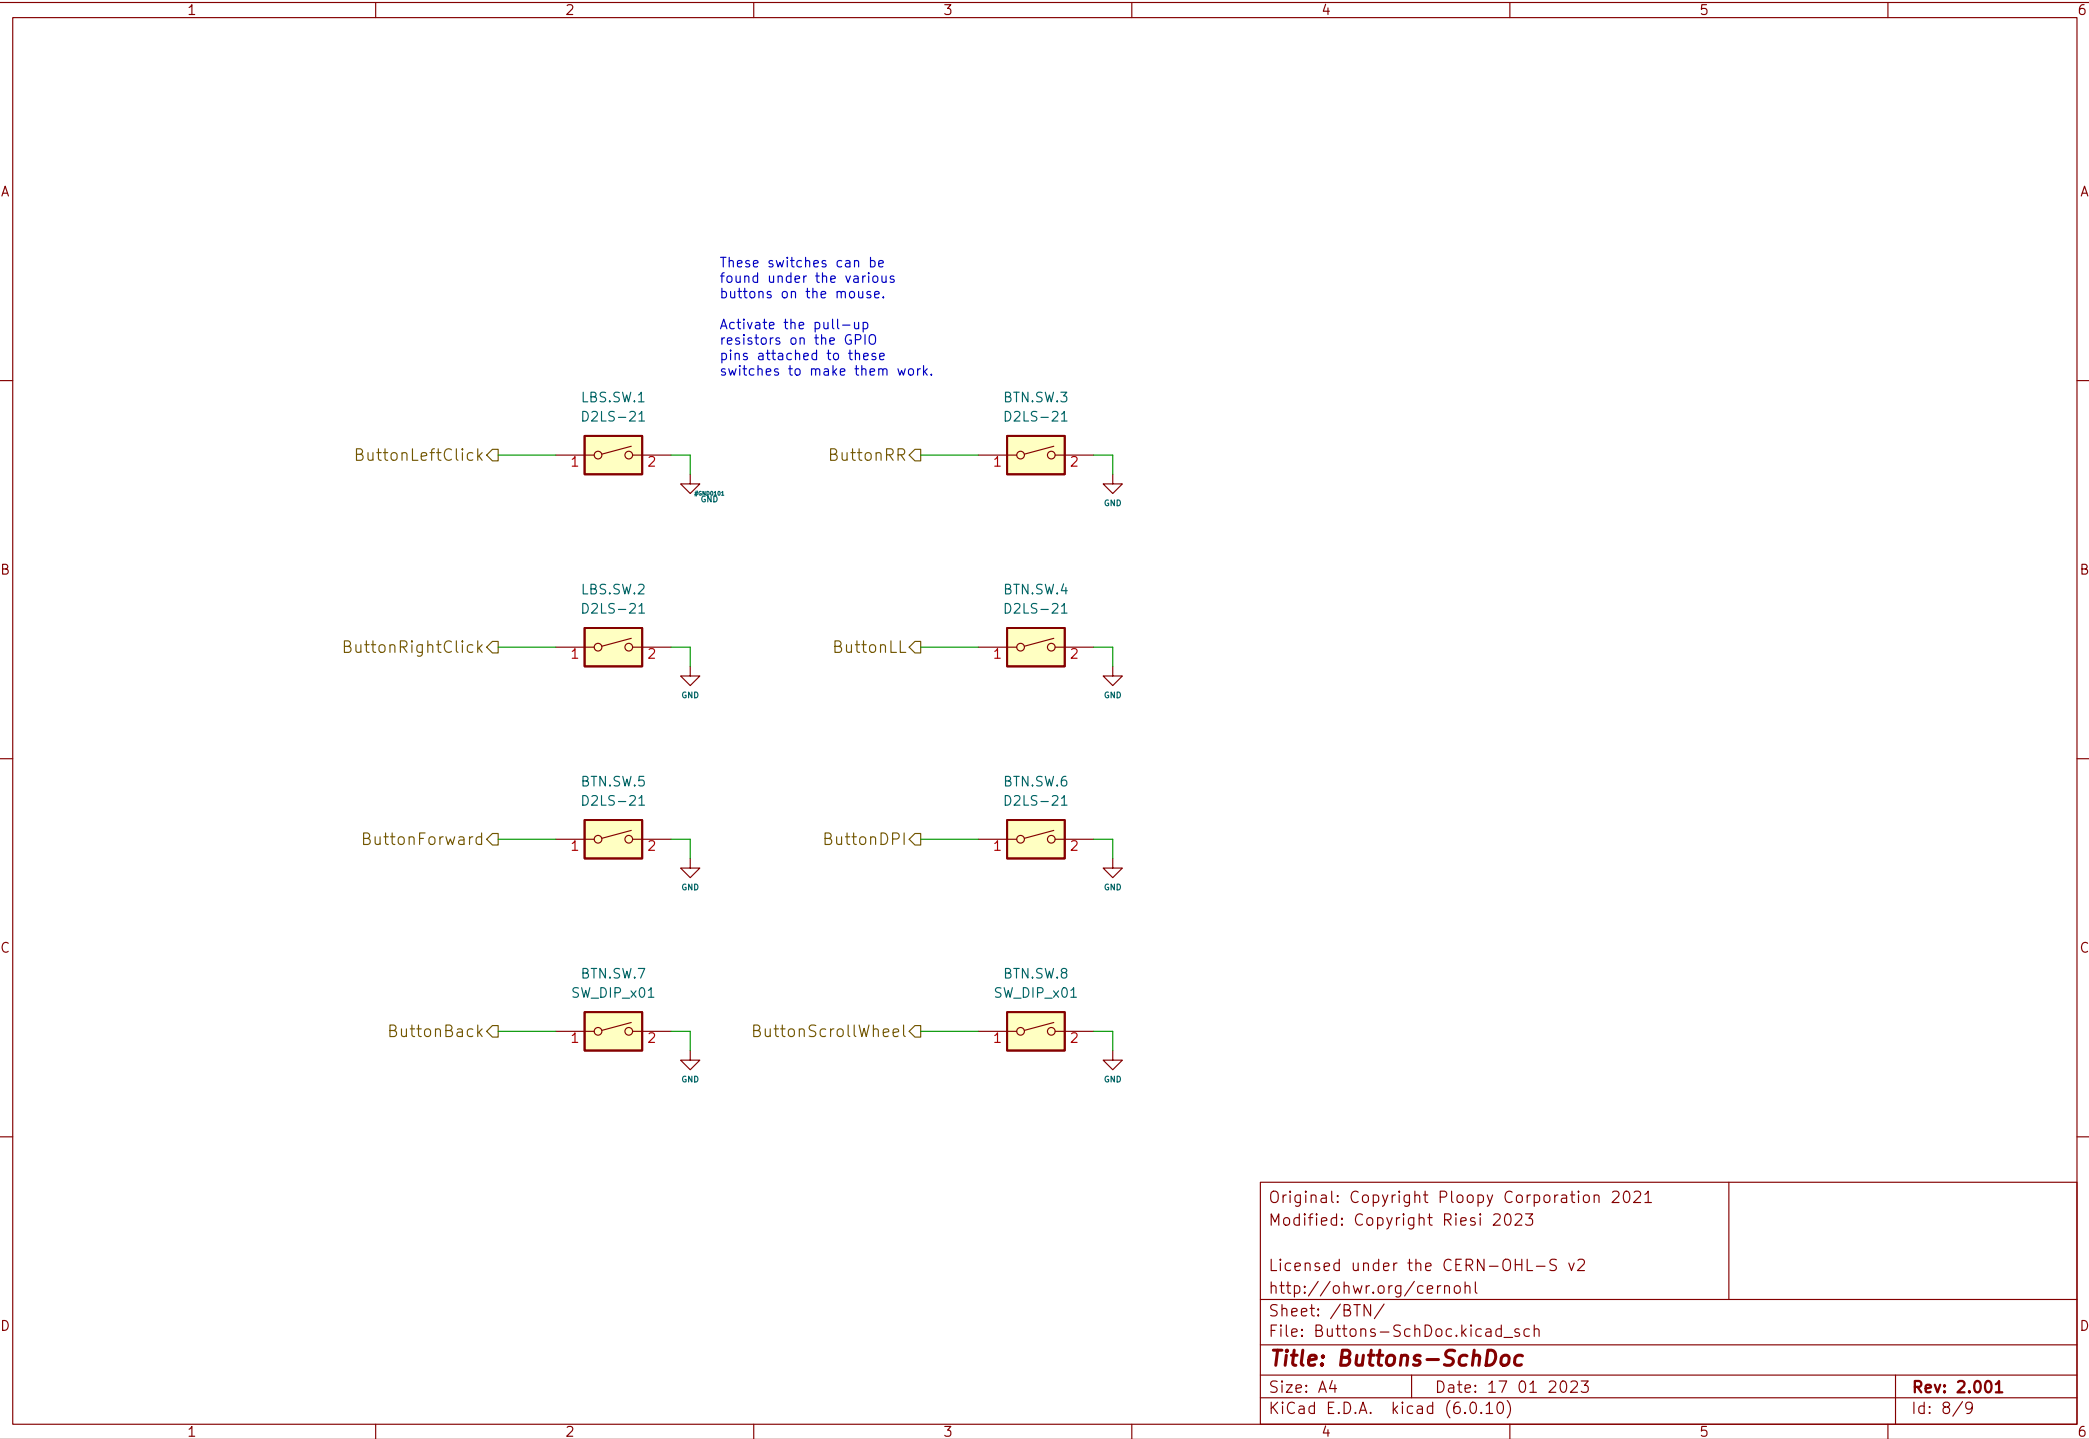 1 2 3 4 5 6
A A
These switches can be
found under the various
buttons on the mouse.
Activate the pull-up
resistors on the GPIO
pins attached to these
switches to make them work.
LBS.SW.1
D2LS-21
ButtonLeftClick
1 2
#GND0101
GND
BTN.SW.3
D2LS-21
ButtonRR
1 2
GND
B B
LBS.SW.2
D2LS-21
ButtonRightClick
1 2
GND
BTN.SW.4
D2LS-21
ButtonLL
1 2
GND
BTN.SW.5
D2LS-21
ButtonForward
1 2
GND
BTN.SW.6
D2LS-21
ButtonDPI
1 2
GND
C C
BTN.SW.7
SW_DIP_x01
ButtonBack
1 2
GND
BTN.SW.8
SW_DIP_x01
ButtonScrollWheel
1 2
GND
Original: Copyright Ploopy Corporation 2021
Modified: Copyright Riesi 2023
Licensed under the CERN-OHL-S v2
http://ohwr.org/cernohl
Sheet: /BTN/
File: Buttons-SchDoc.kicad_sch
D D
Title: Buttons-SchDoc
Size: A4 Date: 17 01 2023 Rev: 2.001
KiCad E.D.A. kicad (6.0.10) Id: 8/9
1 2 3 4 5 6